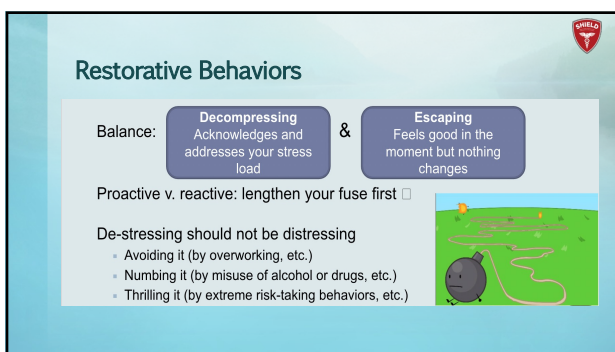 SHIELD
Restorative Behaviors
Balance:
Decompressing
Acknowledges and
addresses your stress
load
&
Escaping
Feels good in the
moment but nothing
changes
Proactive v. reactive: lengthen your fuse first □
De-stressing should not be distressing
▪ Avoiding it (by overworking, etc.)
▪ Numbing it (by misuse of alcohol or drugs, etc.)
▪ Thrilling it (by extreme risk-taking behaviors, etc.)